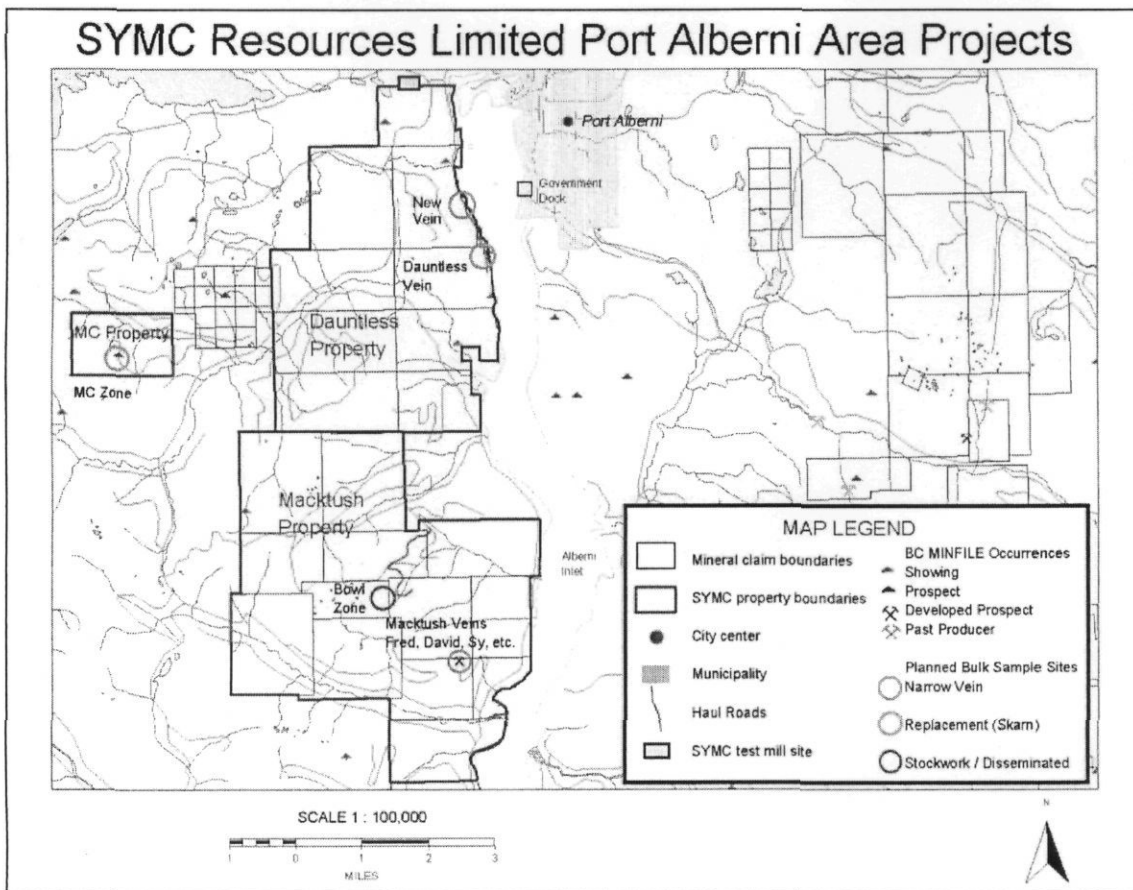 SYMC Resources Limited Port Alberni Area Projects
Port Alberni
Government
Dock
New
Vein
Dauntless
Vein
Dauntless
Property
MC Property
MC Zone
Macktush
Property
Alberni
Inlet
Bowl
Zone
Macktush Veins
Fred, David, Sy, etc.
MAP LEGEND
Mineral claim boundaries
SYMC property boundaries
City center
Municipality
Haul Roads
SYMC test mill site
BC MINFILE Occurrences
Showing
Prospect
Developed Prospect
Past Producer
Planned Bulk Sample Sites
Narrow Vein
Replacement (Skarn)
Stockwork / Disseminated
SCALE 1 : 100,000
1 0 1 2 3
MILES
N